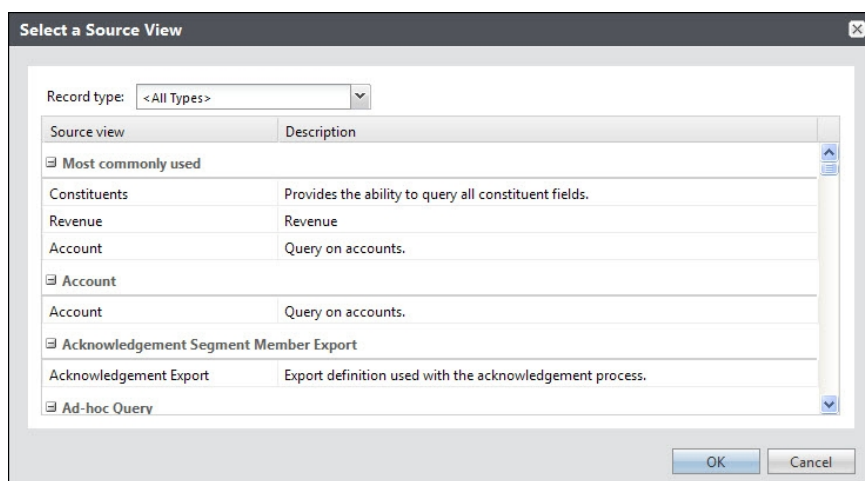 Select a Source View
Record type: <All Types>
Source view Description
Most commonly used
Constituents Provides the ability to query all constituent fields.
Revenue Revenue
Account Query on accounts.
Account
Account Query on accounts.
Acknowledgement Segment Member Export
Acknowledgement Export Export definition used with the acknowledgement process.
Ad-hoc Query
OK Cancel